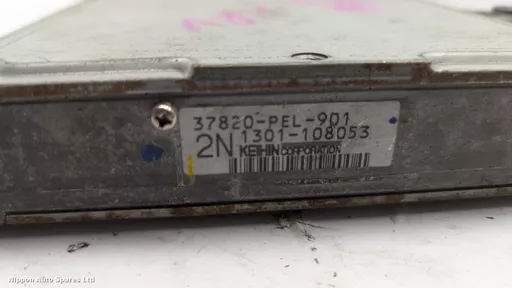 37820-PEL-901
2N 1301-108053
KEIHIN CORPORATION
Nippon Auto Spares Ltd